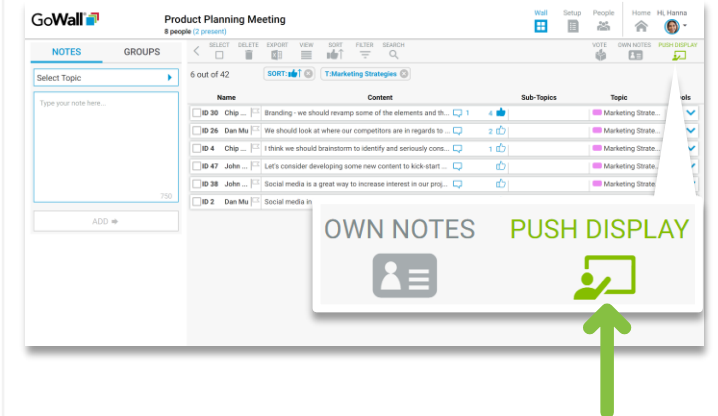 GoWall
Product Planning Meeting
8 people (2 present)
Wall Setup People Home Hi, Hanna
NOTES GROUPS
SELECT DELETE EXPORT VIEW SORT FILTER SEARCH
VOTE OWN NOTES PUSH DISPLAY
Select Topic
6 out of 42 SORT: T:Marketing Strategies
Type your note here...
750
ADD
Name Content Sub-Topics Topic ols
ID 30 Chip ... Branding - we should revamp some of the elements and th... 1 4 Marketing Strate...
ID 26 Dan Mu We should look at where our competitors are in regards to ... 2 Marketing Strate...
ID 4 Chip ... I think we should brainstorm to identify and seriously cons... 1 Marketing Strate...
ID 47 John ... Let's consider developing some new content to kick-start ... Marketing Strate...
ID 38 John ... Social media is a great way to increase interest in our proj... Marketing Strate...
ID 2 Dan Mu Social media in
OWN NOTES PUSH DISPLAY